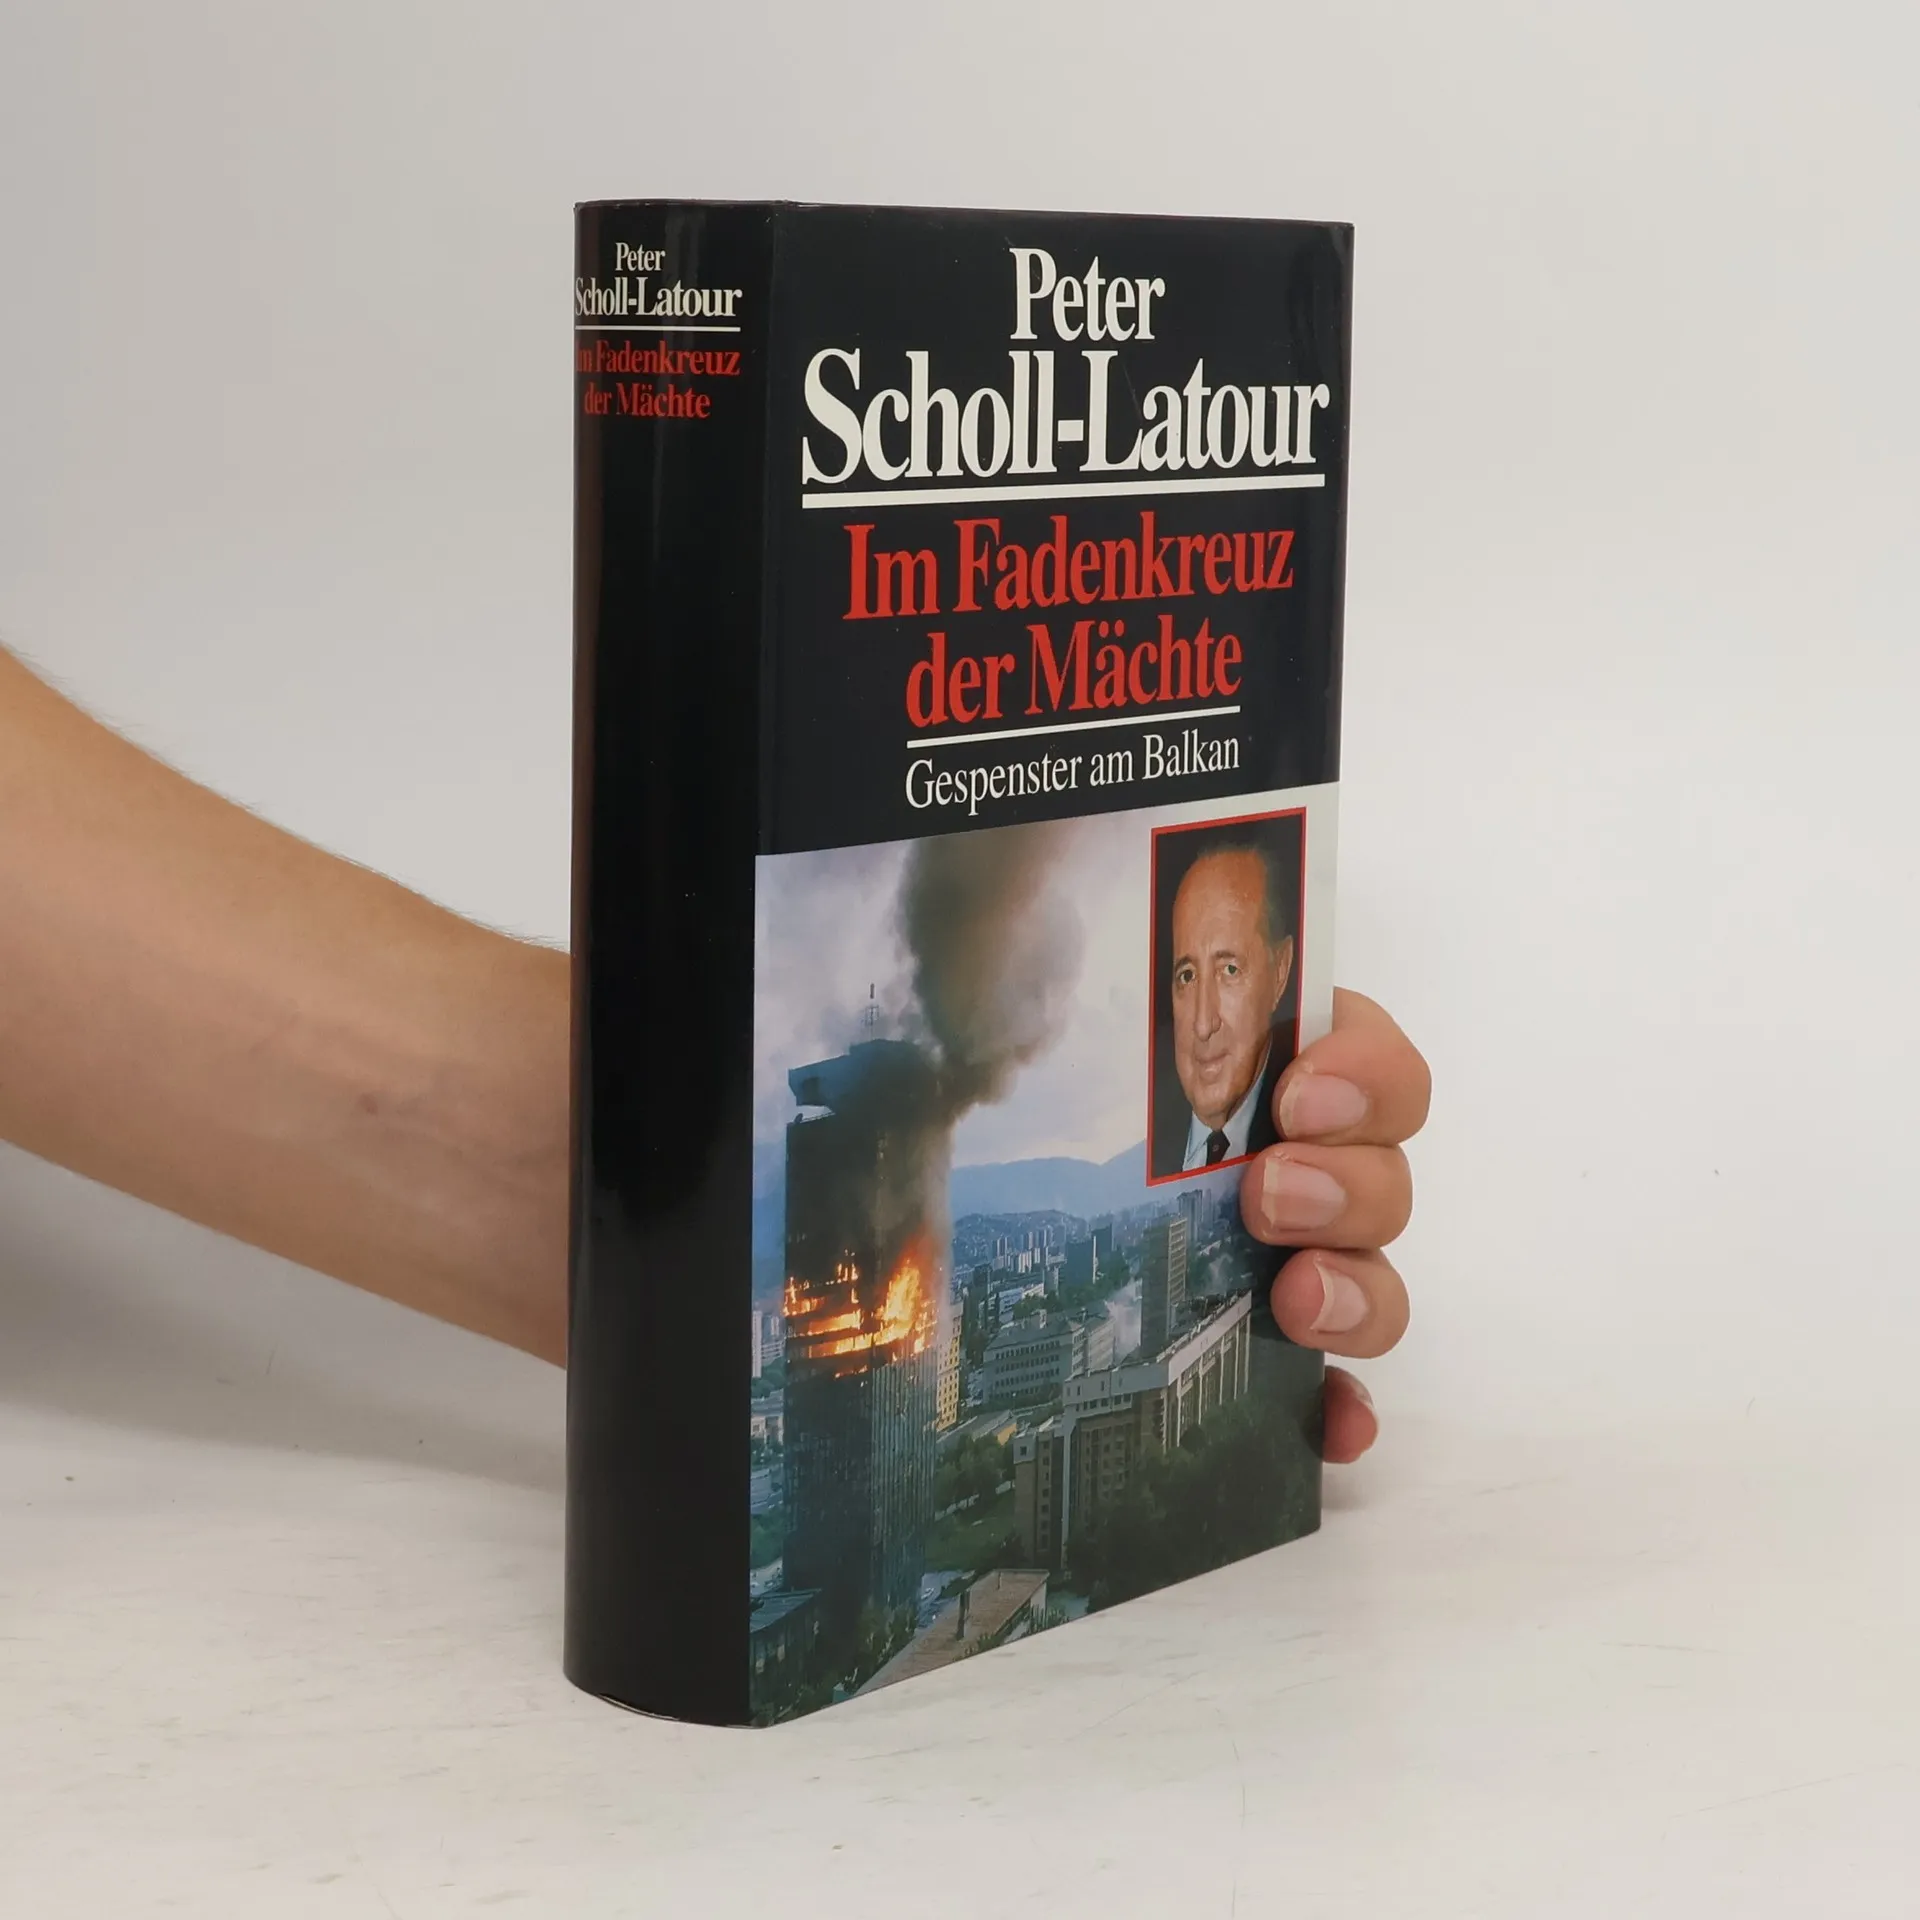 Peter
Scholl-Latour
Im Fadenkreuz
der Mächte
Peter
Scholl-Latour
Im Fadenkreuz
der Mächte
Gespenster am Balkan